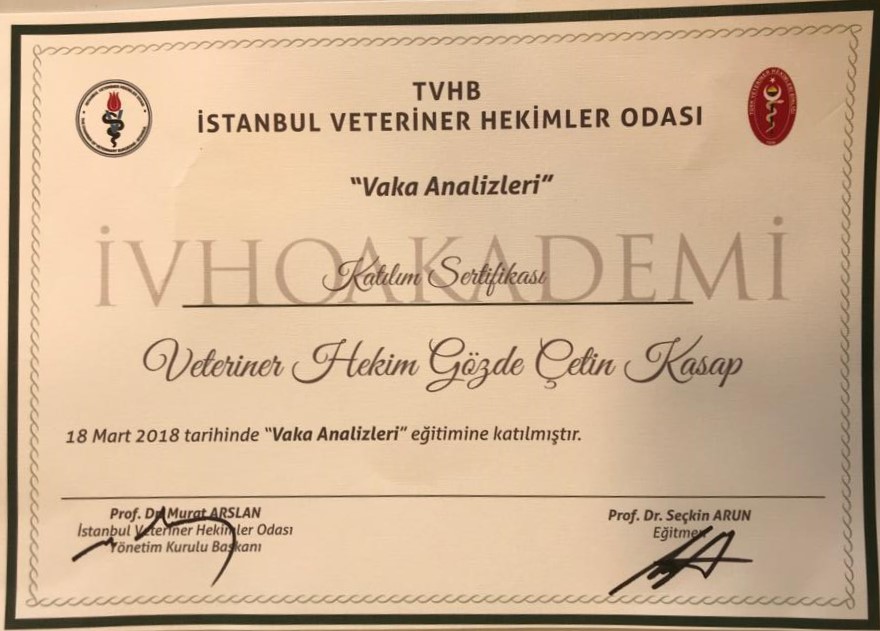 TVHB
İSTANBUL VETERİNER HEKİMLER ODASI
"Vaka Analizleri"
İVHOAKADEMİ
Katılım Sertifikası
Veteriner Hekim Gözde Çetin Kasap
18 Mart 2018 tarihinde "Vaka Analizleri" eğitimine katılmıştır.
Prof. Dr. Murat ARSLAN
İstanbul Veteriner Hekimler Odası
Yönetim Kurulu Başkanı
Prof. Dr. Seçkin ARUN
Eğitmen